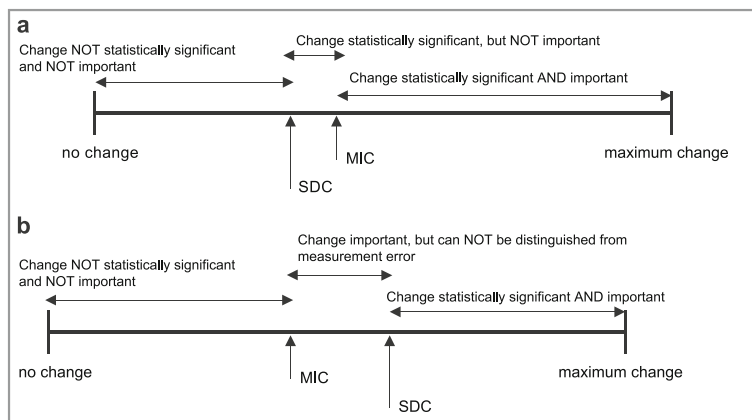 a
Change NOT statistically significant
and NOT important
Change statistically significant, but NOT important
Change statistically significant AND important
no change
MIC
maximum change
SDC
b
Change important, but can NOT be distinguished from
measurement error
Change NOT statistically significant
and NOT important
Change statistically significant AND important
no change
MIC
maximum change
SDC